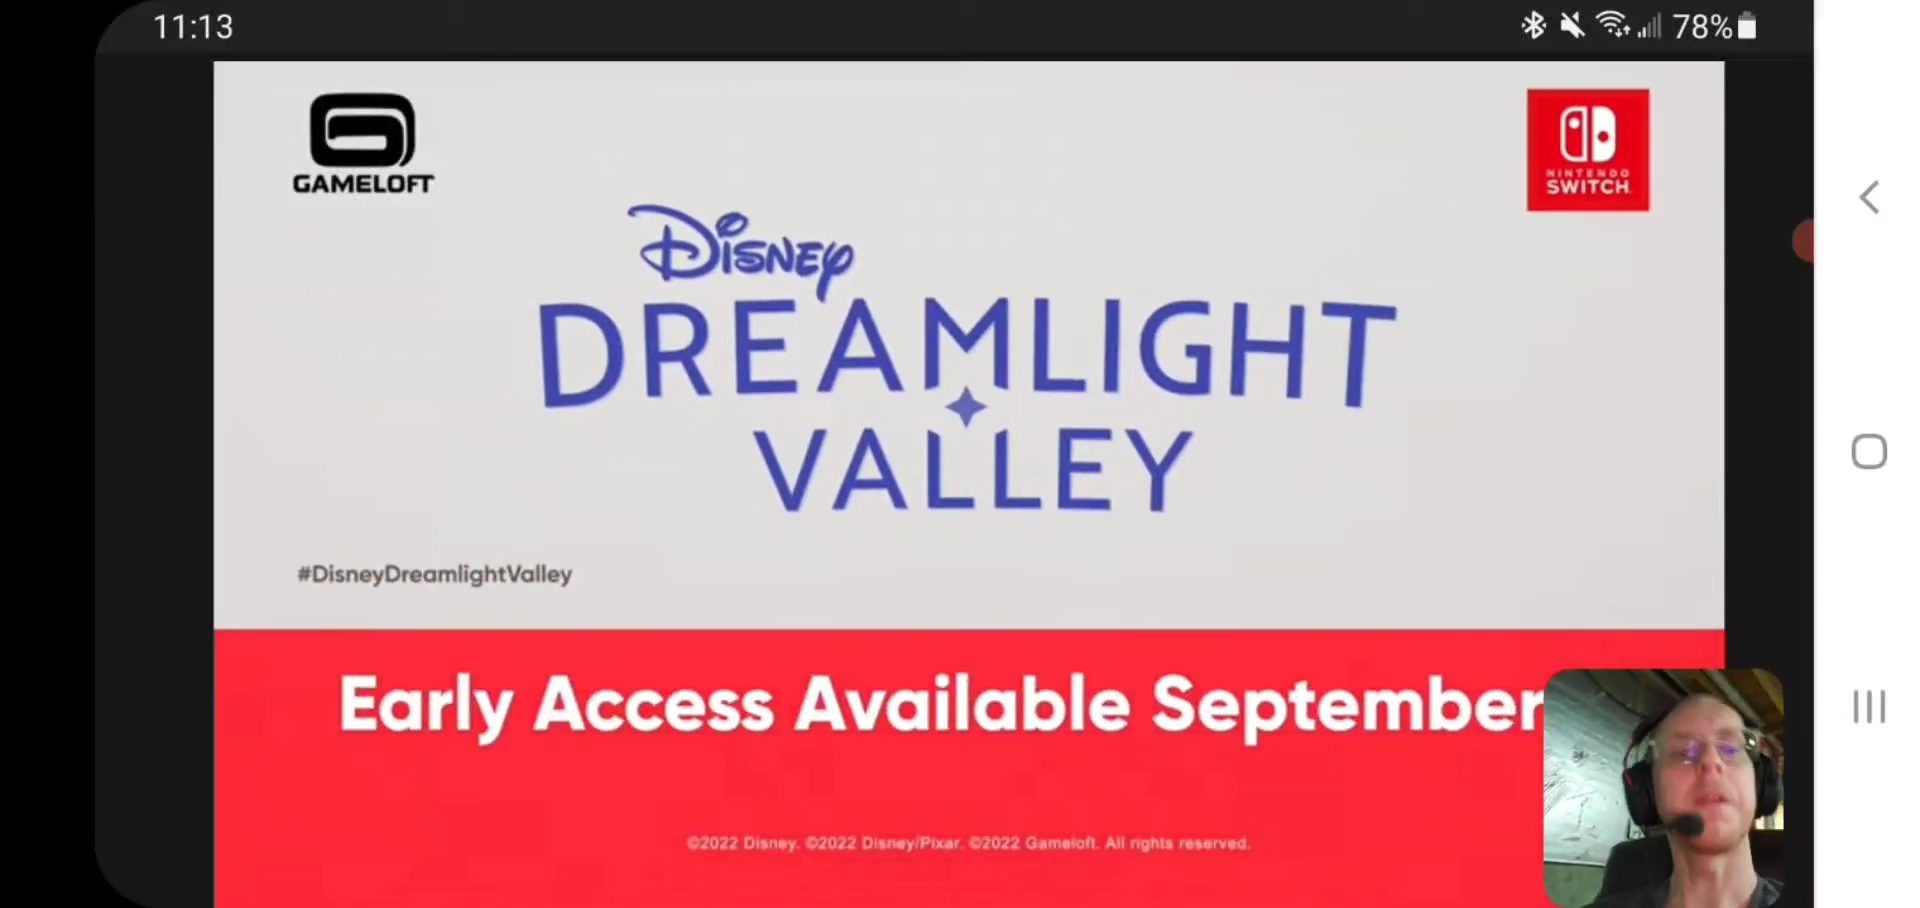 11:13
78%
GAMELOFT
NINTENDO
SWITCH
Disney
DREAMLIGHT
VALLEY
#DisneyDreamlightValley
Early Access Available September
©2022 Disney. ©2022 Disney/Pixar. ©2022 Gameloft. All rights reserved.